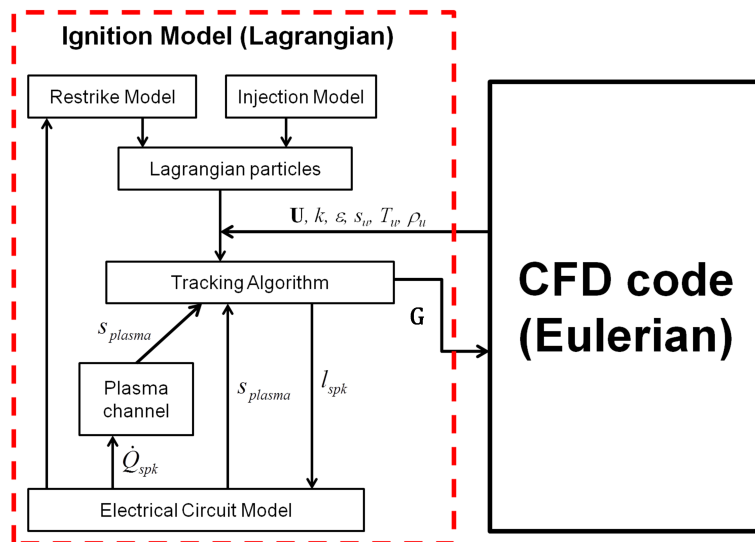 Ignition Model (Lagrangian)
Restrike Model
Injection Model
Lagrangian particles
U, k, ε, s_u, T_u, ρ_u
Tracking Algorithm
CFD code
(Eulerian)
G
s_plasma
Plasma
channel
s_plasma
l_spk
Q̇_spk
Electrical Circuit Model